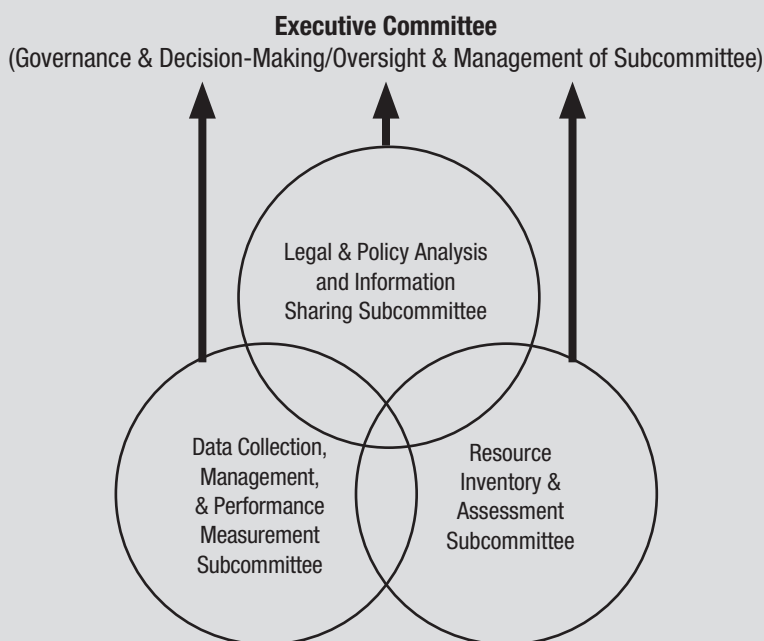 Executive Committee
(Governance & Decision-Making/Oversight & Management of Subcommittee)
Legal & Policy Analysis
and Information
Sharing Subcommittee
Data Collection,
Management,
& Performance
Measurement
Subcommittee
Resource
Inventory &
Assessment
Subcommittee